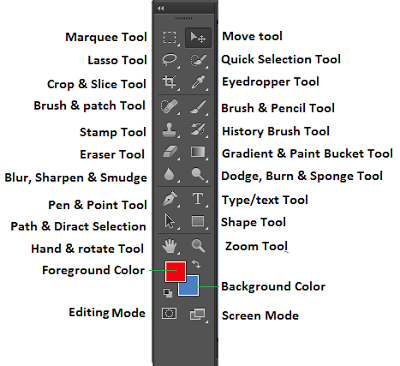 Marquee Tool
Move tool
Lasso Tool
Quick Selection Tool
Crop & Slice Tool
Eyedropper Tool
Brush & patch Tool
Brush & Pencil Tool
Stamp Tool
History Brush Tool
Eraser Tool
Gradient & Paint Bucket Tool
Blur, Sharpen & Smudge
Dodge, Burn & Sponge Tool
Pen & Point Tool
Type/text Tool
Path & Diract Selection
Shape Tool
Hand & rotate Tool
Zoom Tool
Foreground Color
Background Color
Editing Mode
Screen Mode